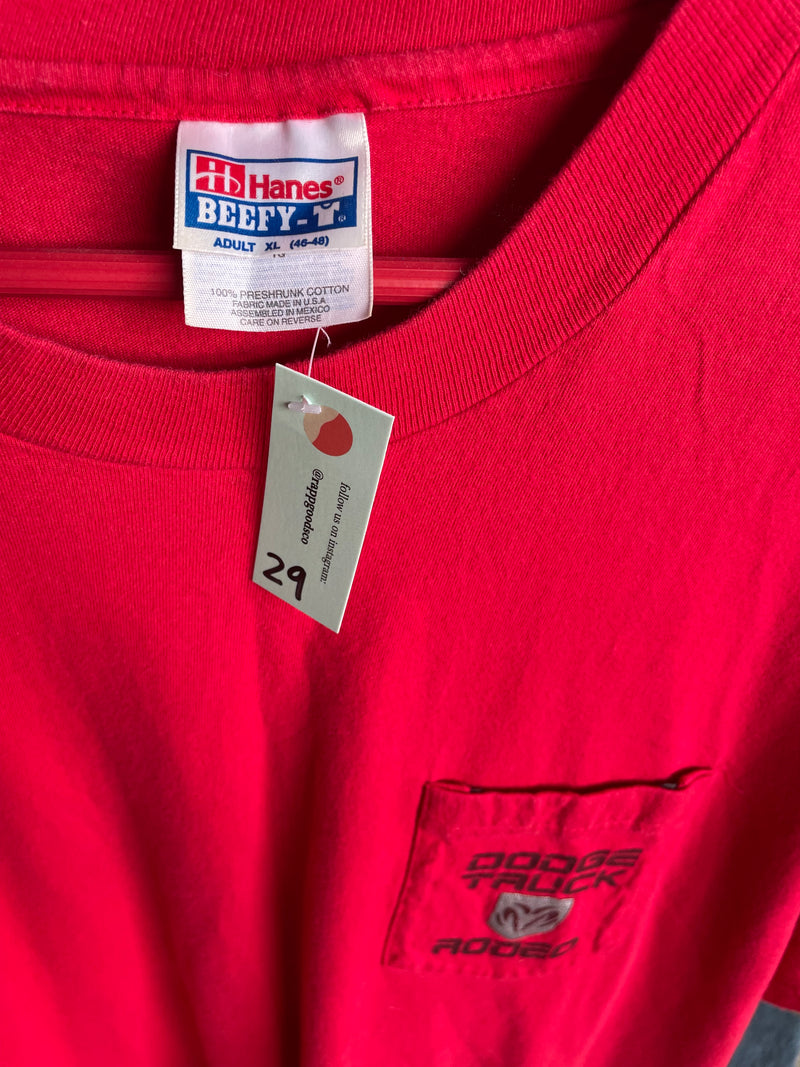 Hanes®
BEEFY-T®
ADULT XL (46-48)
100% PRESHRUNK COTTON
FABRIC MADE IN U.S.A
ASSEMBLED IN MEXICO
CARE ON REVERSE
follow us on instagram:
@rappgoodsco
29
DODGE
TRUCK
RODEO